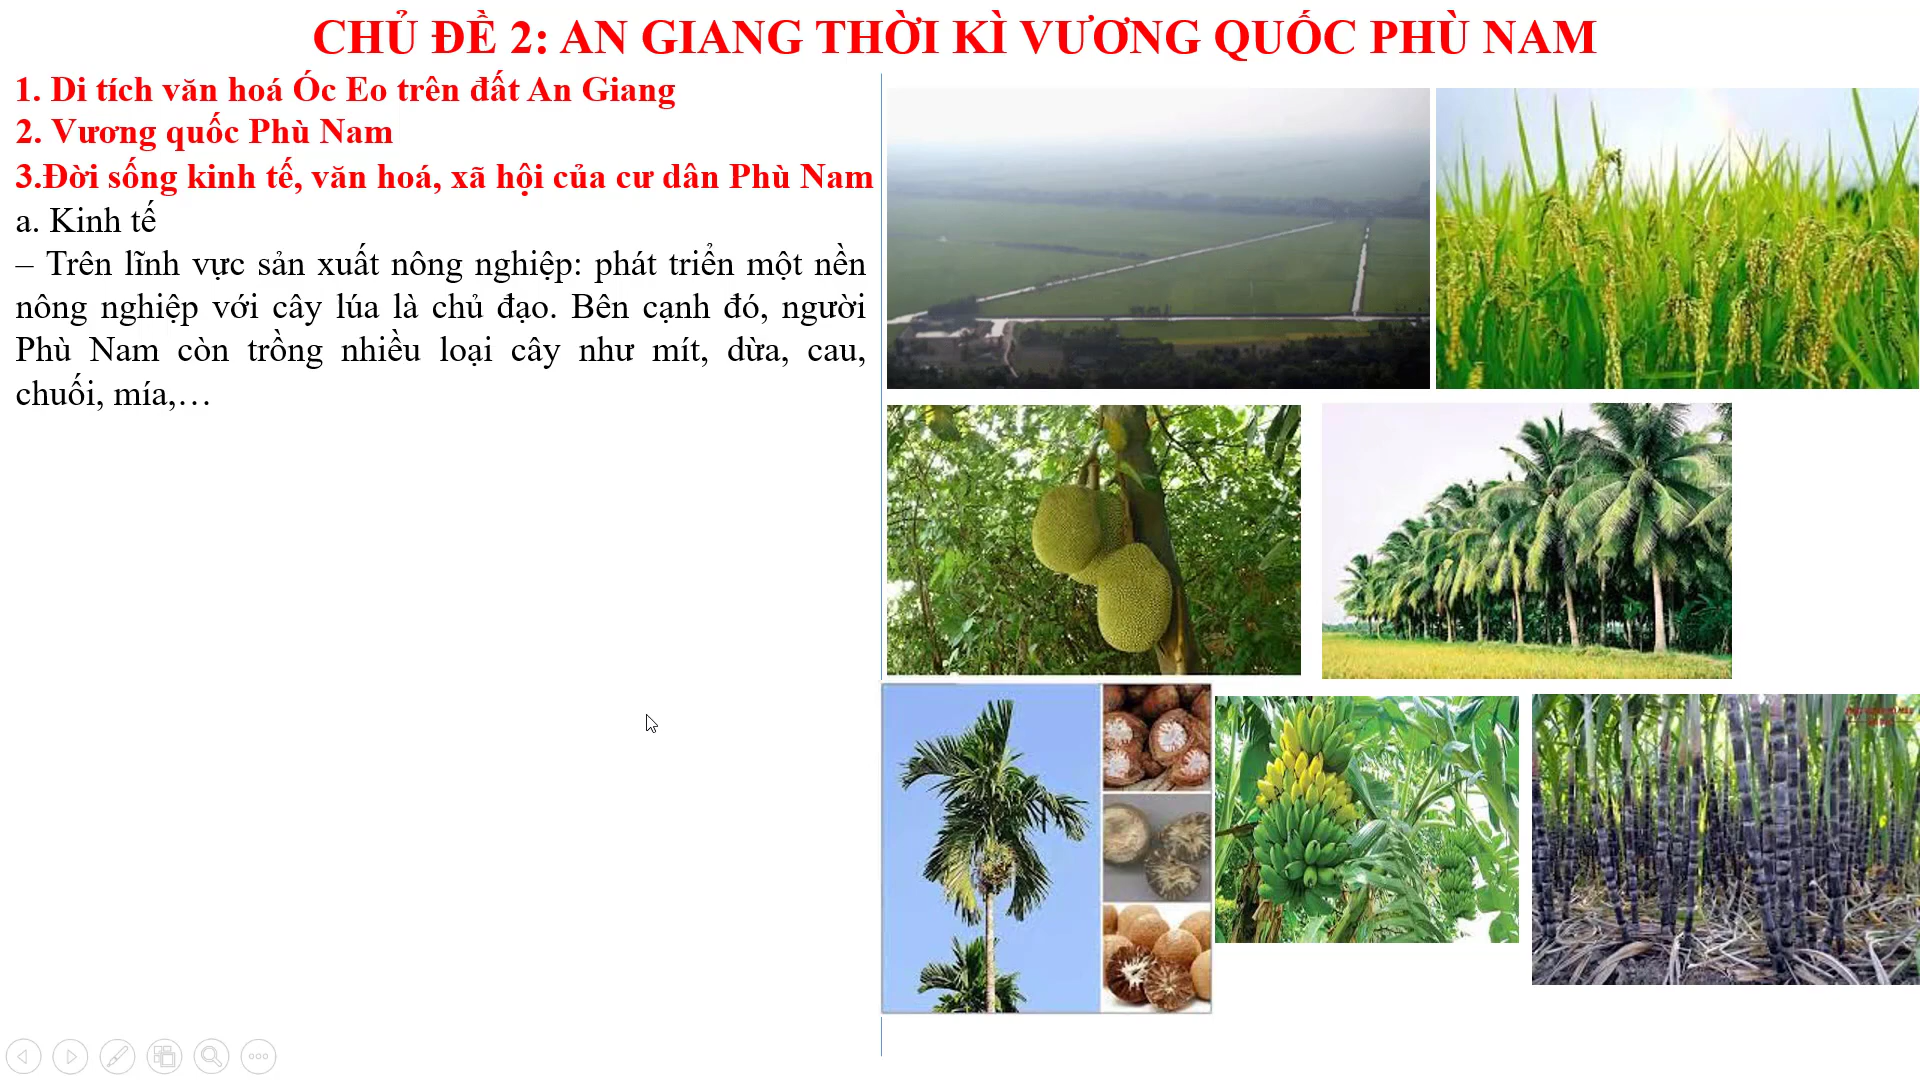 CHỦ ĐỀ 2: AN GIANG THỜI KÌ VƯƠNG QUỐC PHÙ NAM
1. Di tích văn hoá Óc Eo trên đất An Giang
2. Vương quốc Phù Nam
3.Đời sống kinh tế, văn hoá, xã hội của cư dân Phù Nam
a. Kinh tế
– Trên lĩnh vực sản xuất nông nghiệp: phát triển một nền
nông nghiệp với cây lúa là chủ đạo. Bên cạnh đó, người
Phù Nam còn trồng nhiều loại cây như mít, dừa, cau,
chuối, mía,…